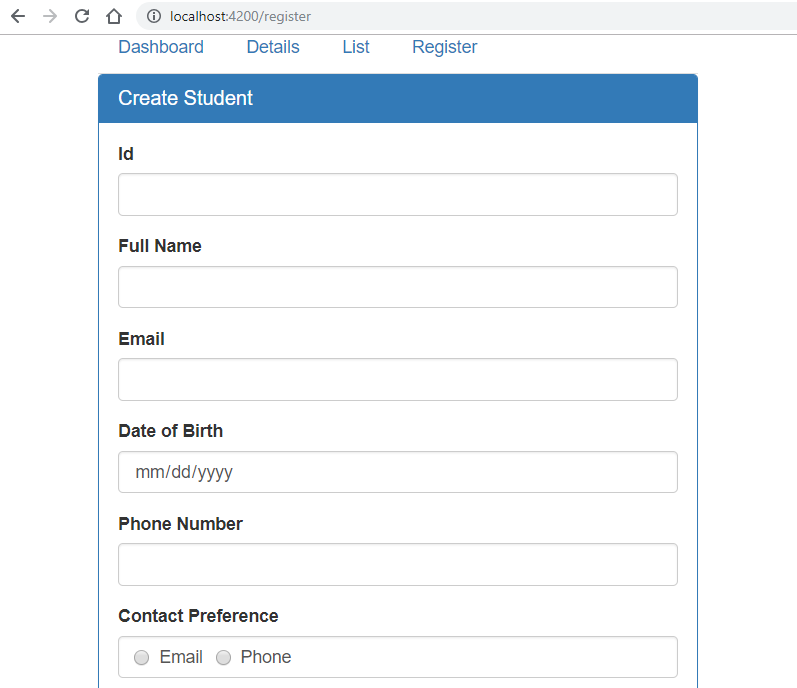 localhost:4200/register
Dashboard Details List Register
Create Student
Id
Full Name
Email
Date of Birth
mm/dd/yyyy
Phone Number
Contact Preference
Email Phone